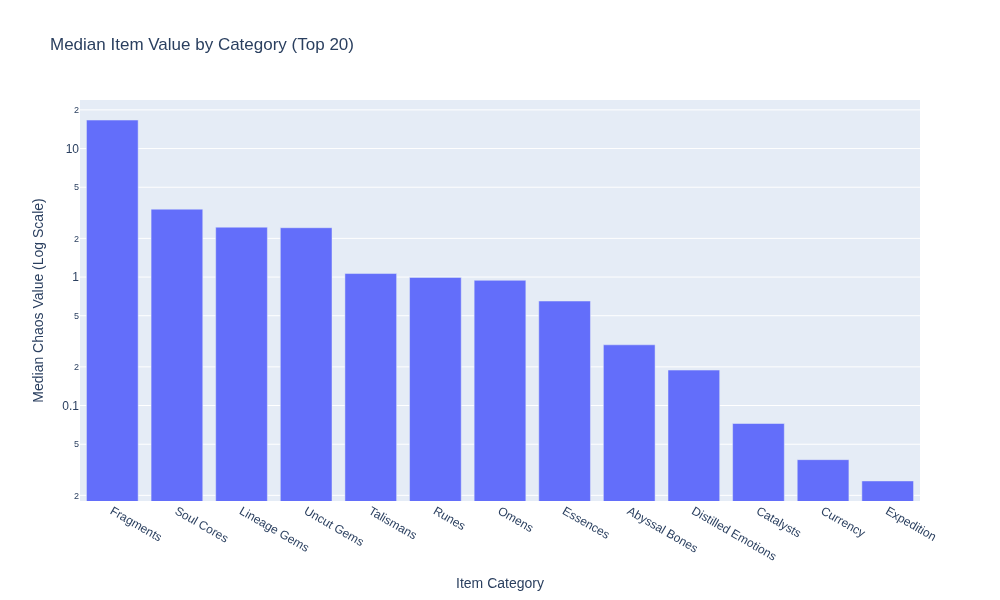 Median Item Value by Category (Top 20)
Median Chaos Value (Log Scale)
2
10
5
2
1
5
2
0.1
5
2
Fragments
Soul Cores
Lineage Gems
Uncut Gems
Talismans
Runes
Omens
Essences
Abyssal Bones
Distilled Emotions
Catalysts
Currency
Expedition
Item Category